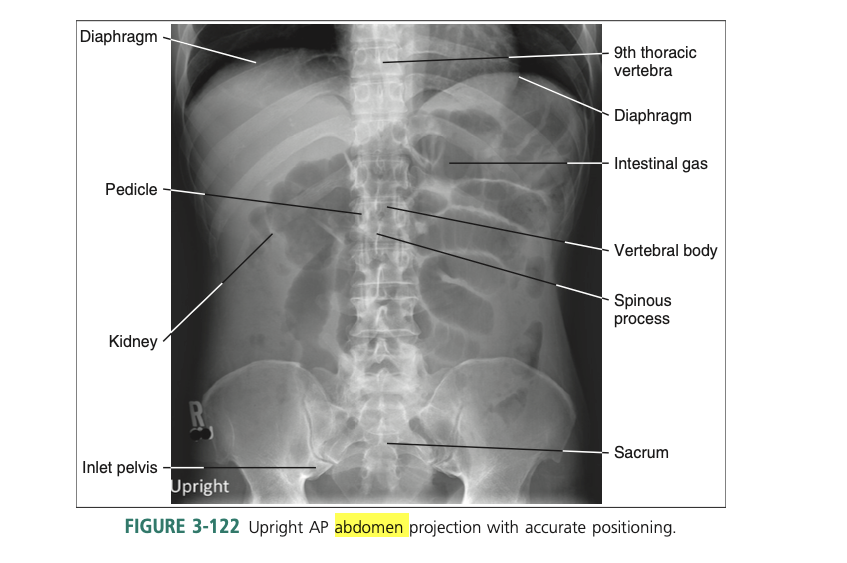 Diaphragm
9th thoracic
vertebra
Diaphragm
Intestinal gas
Pedicle
Vertebral body
Spinous
process
Kidney
R
Sacrum
Inlet pelvis
Upright
FIGURE 3-122 Upright AP abdomen projection with accurate positioning.